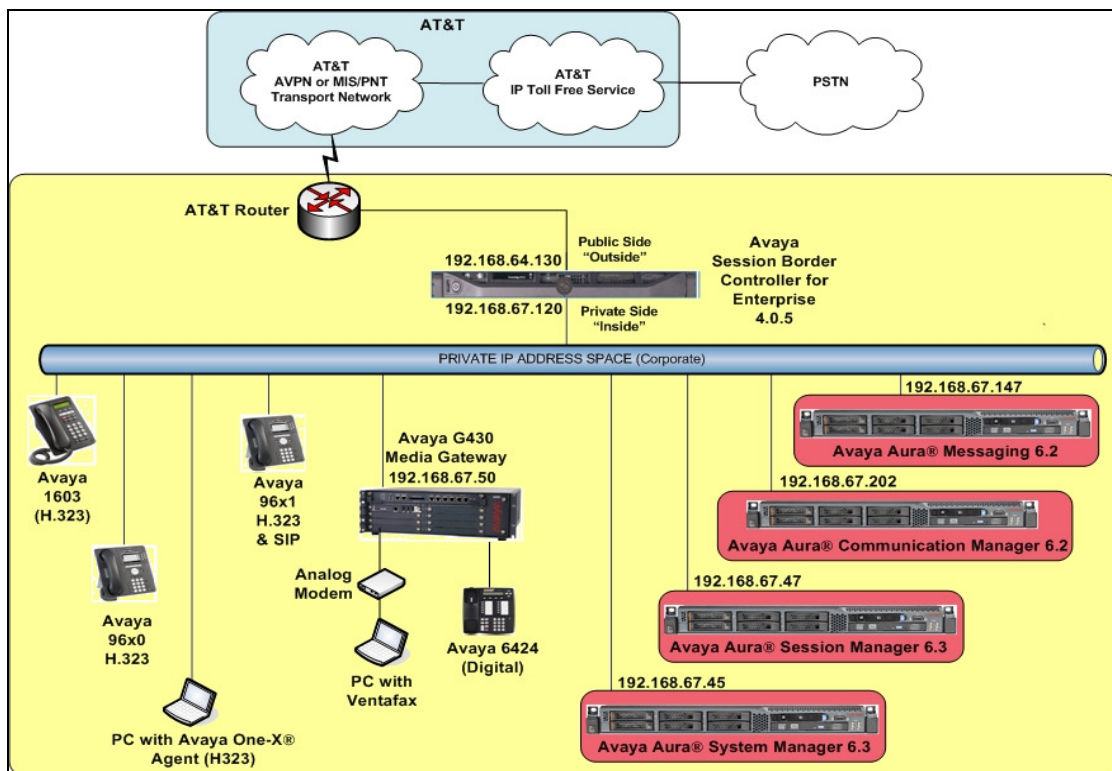 AT&T
AT&T
AVPN or MIS/PNT
Transport Network
AT&T
IP Toll Free Service
PSTN
AT&T Router
Public Side
"Outside"
192.168.64.130
192.168.67.120
Private Side
"Inside"
Avaya
Session Border
Controller for
Enterprise
4.0.5
PRIVATE IP ADDRESS SPACE (Corporate)
Avaya
1603
(H.323)
Avaya
96x0
H.323
PC with Avaya One-X®
Agent (H323)
Avaya
96x1
H.323
& SIP
Avaya G430
Media Gateway
192.168.67.50
Analog
Modem
PC with
Ventafax
Avaya 6424
(Digital)
192.168.67.147
Avaya Aura® Messaging 6.2
192.168.67.202
Avaya Aura® Communication Manager 6.2
192.168.67.47
Avaya Aura® Session Manager 6.3
192.168.67.45
Avaya Aura® System Manager 6.3